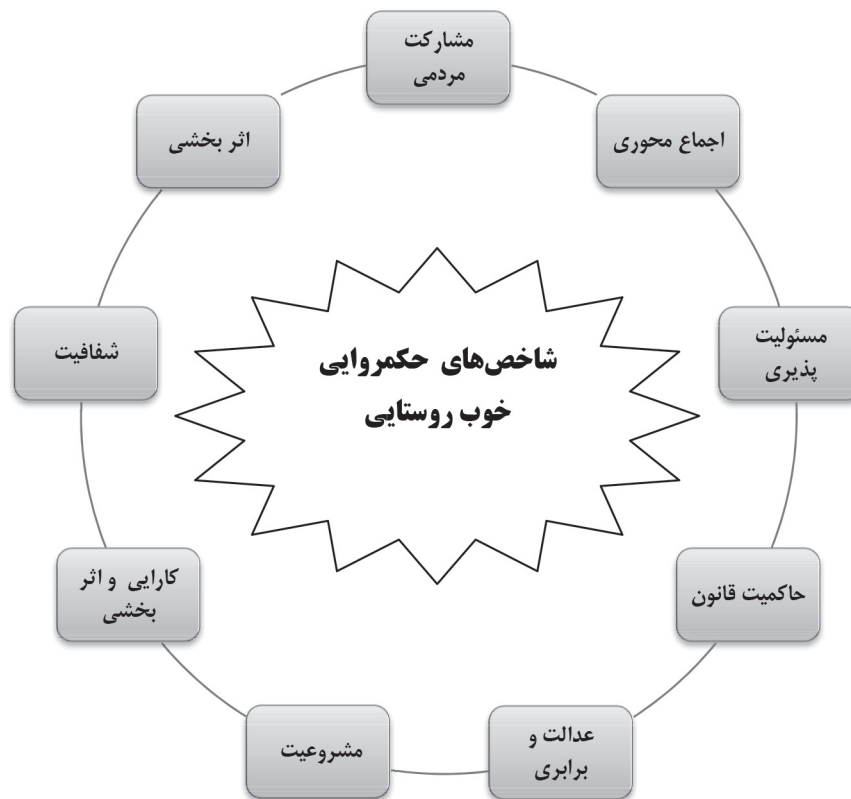 مشارکت
مردمی
اجماع محوری
مسئولیت
پذیری
حاکمیت قانون
عدالت و
برابری
مشروعیت
کارایی و اثر
بخشی
شفافیت
اثر بخشی
شاخص‌های حکمروایی
خوب روستایی